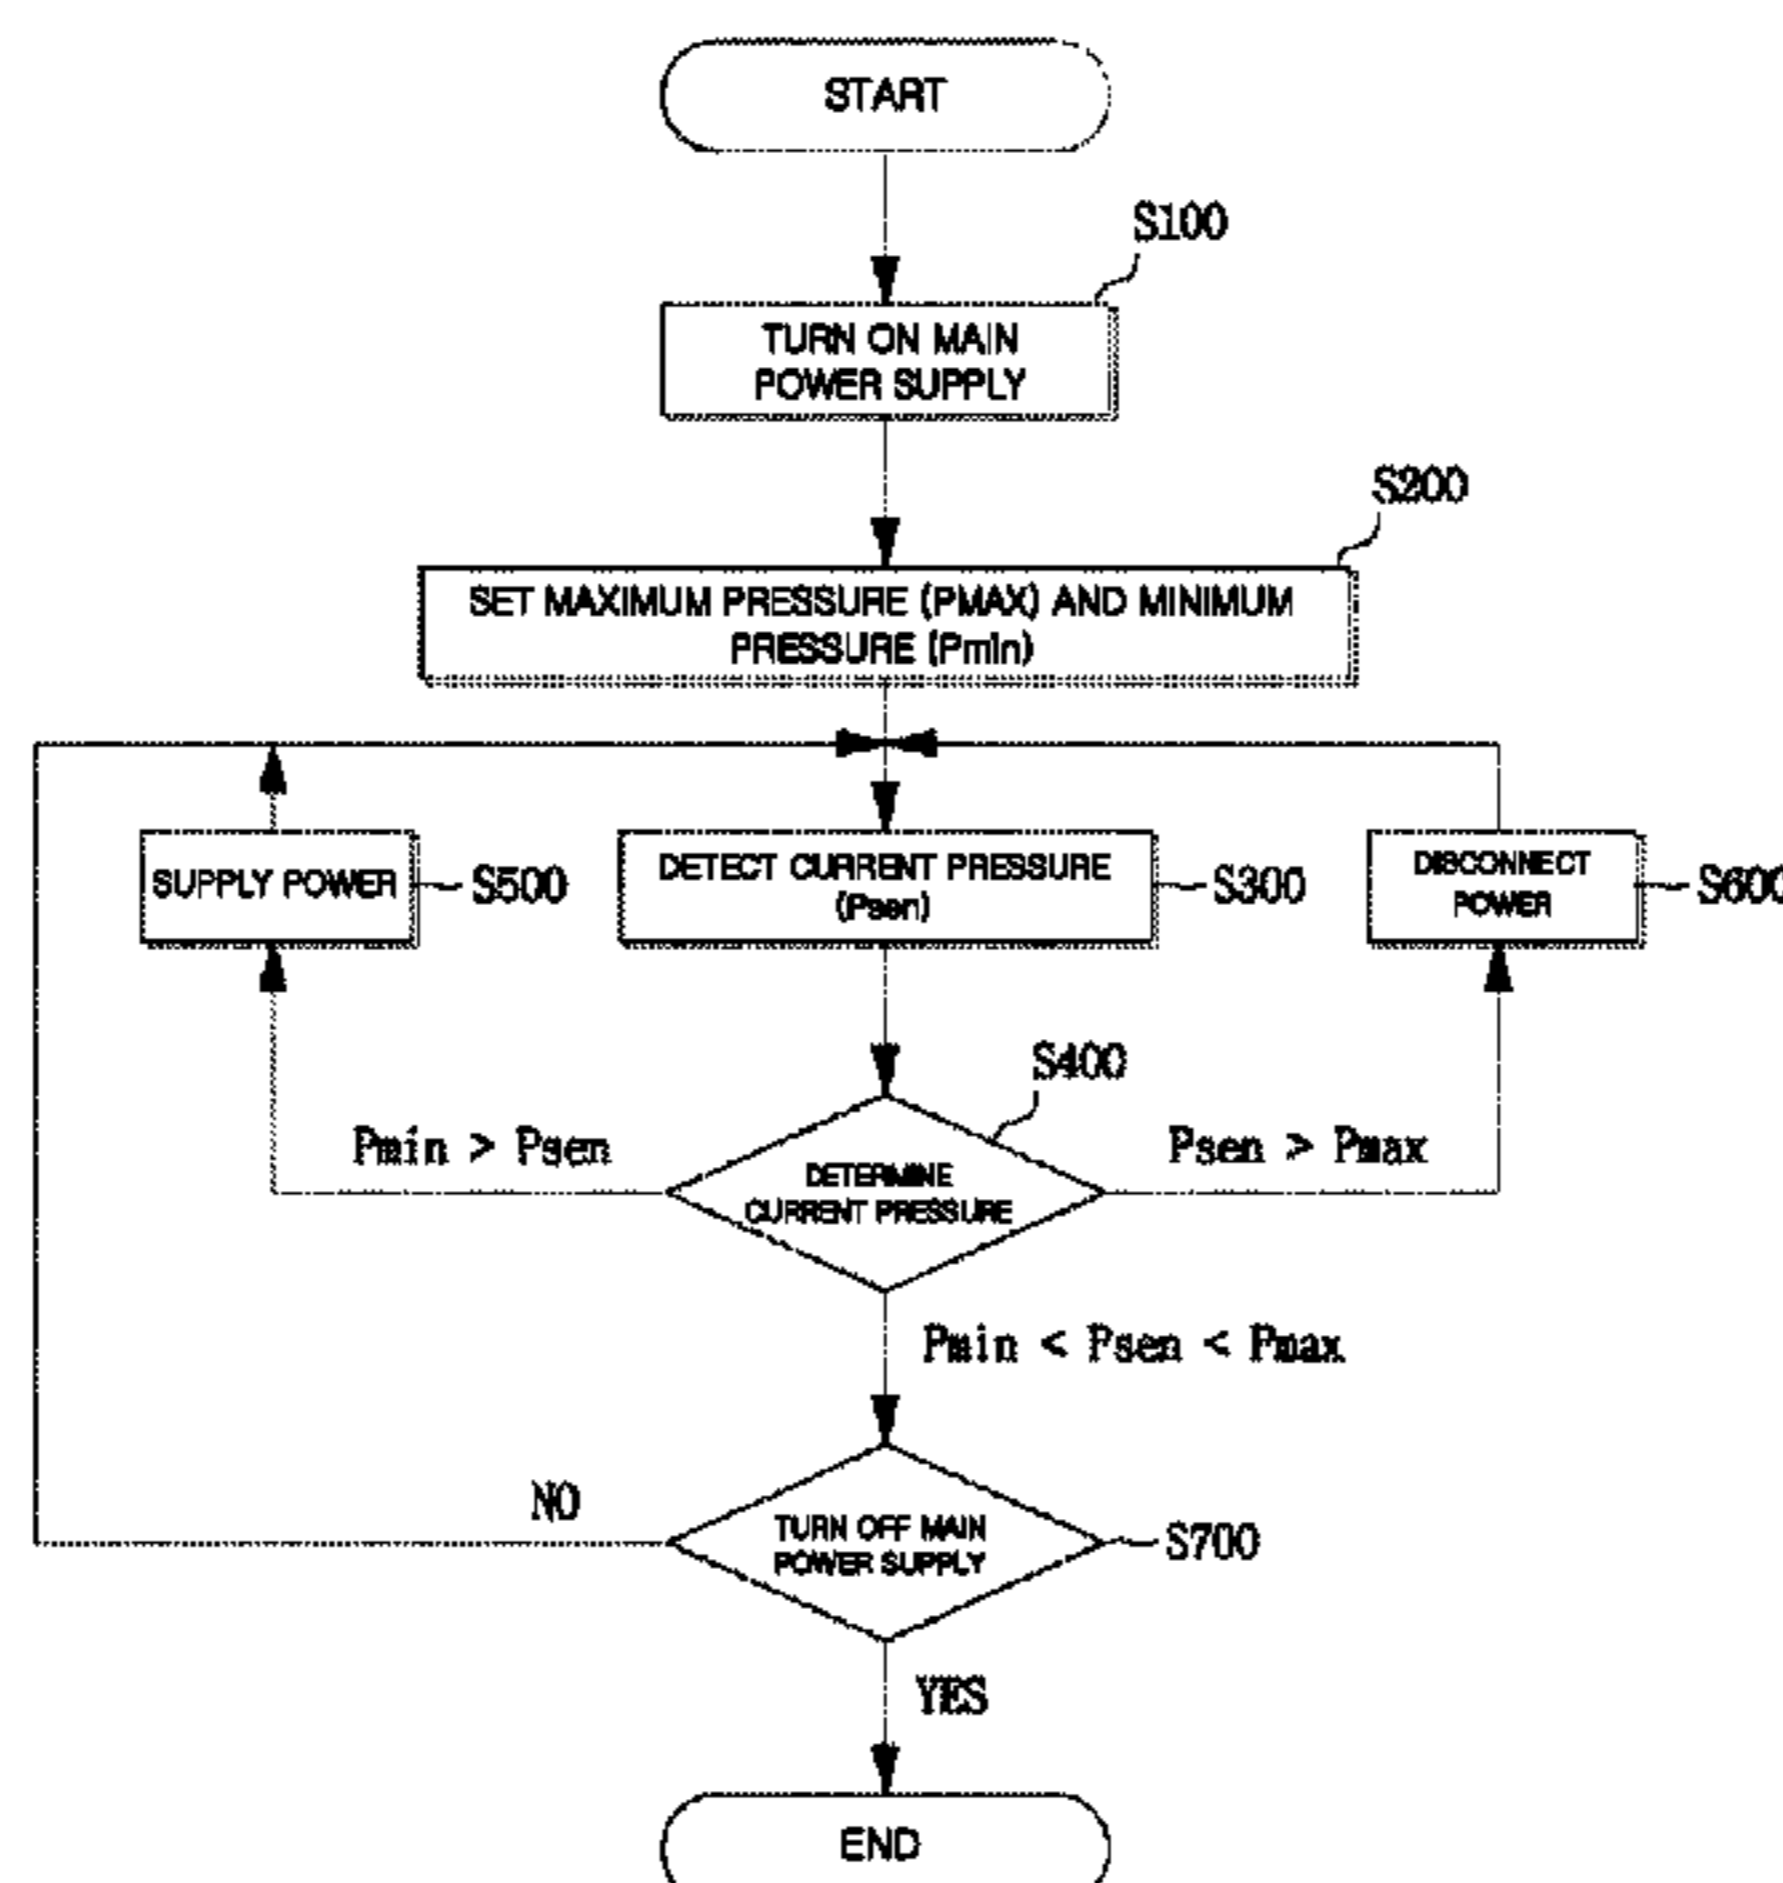 START
S100
TURN ON MAIN
POWER SUPPLY
S200
SET MAXIMUM PRESSURE (PMAX) AND MINIMUM
PRESSURE (Pmin)
SUPPLY POWER
S500
DETECT CURRENT PRESSURE
(Psen)
S300
DISCONNECT
POWER
S600
S400
Pmin > Psen
DETERMINE
CURRENT PRESSURE
Psen > Pmax
Pmin < Psen < Pmax
NO
TURN OFF MAIN
POWER SUPPLY
S700
YES
END